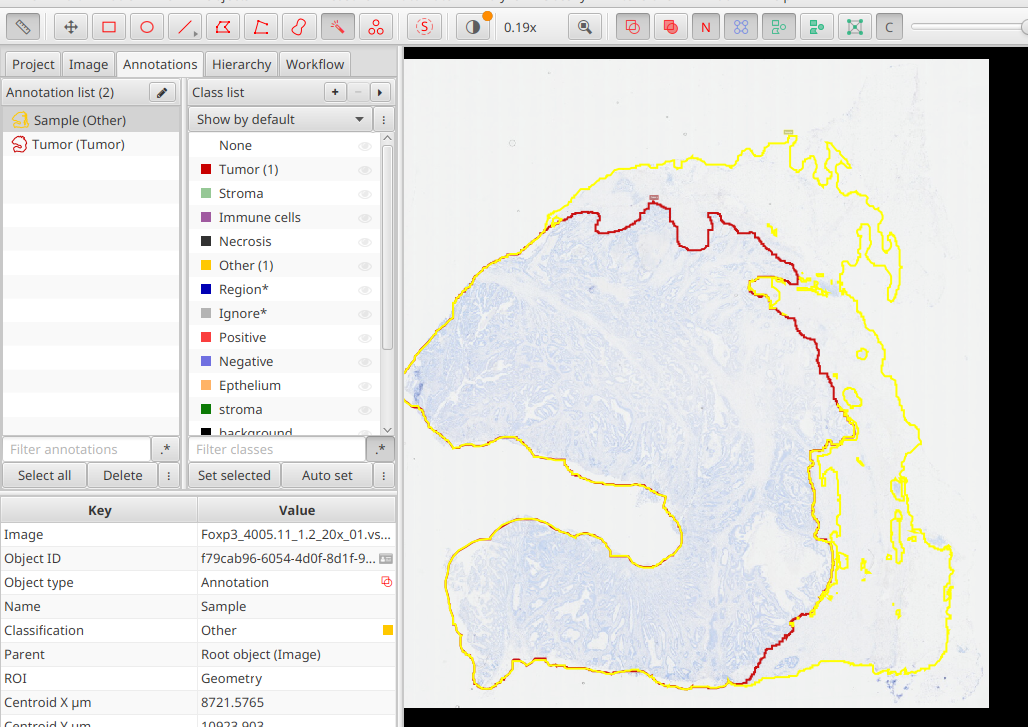 0.19x
N
C
S
Project Image Annotations Hierarchy Workflow
Annotation list (2)
Sample (Other)
Tumor (Tumor)
Class list
+ −
Show by default
None
Tumor (1)
Stroma
Immune cells
Necrosis
Other (1)
Region*
Ignore*
Positive
Negative
Epthelium
stroma
background
Filter annotations .*
Filter classes .*
Select all Delete
Set selected Auto set
Key Value
Image Foxp3_4005.11_1.2_20x_01.vs...
Object ID f79cab96-6054-4d0f-8d1f-9...
Object type Annotation
Name Sample
Classification Other
Parent Root object (Image)
ROI Geometry
Centroid X µm 8721.5765
Centroid Y µm 10923.903